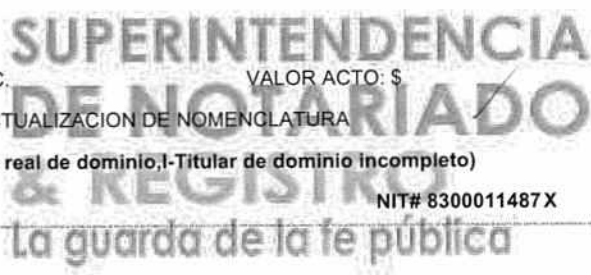 SUPERINTENDENCIA
C. VALOR ACTO: $
DE NOTARIADO
TUALIZACION DE NOMENCLATURA
real de dominio,I-Titular de dominio incompleto)
& REGISTRO
NIT# 8300011487X
La guarda de la fe pública